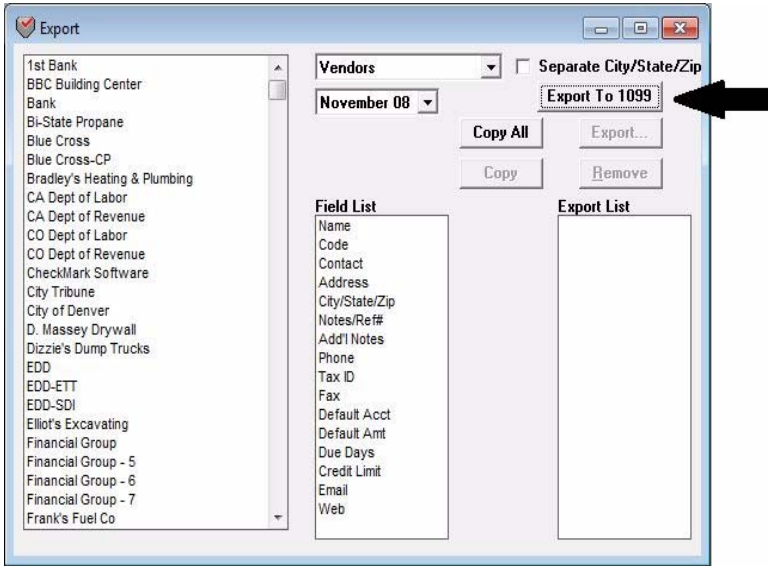 Export
1st Bank
BBC Building Center
Bank
Bi-State Propane
Blue Cross
Blue Cross-CP
Bradley's Heating & Plumbing
CA Dept of Labor
CA Dept of Revenue
CO Dept of Labor
CO Dept of Revenue
CheckMark Software
City Tribune
City of Denver
D. Massey Drywall
Dizzie's Dump Trucks
EDD
EDD-ETT
EDD-SDI
Elliot's Excavating
Financial Group
Financial Group - 5
Financial Group - 6
Financial Group - 7
Frank's Fuel Co
Vendors
Separate City/State/Zip
November 08
Export To 1099
Copy All
Export...
Copy
Remove
Field List
Name
Code
Contact
Address
City/State/Zip
Notes/Ref#
Add'l Notes
Phone
Tax ID
Fax
Default Acct
Default Amt
Due Days
Credit Limit
Email
Web
Export List